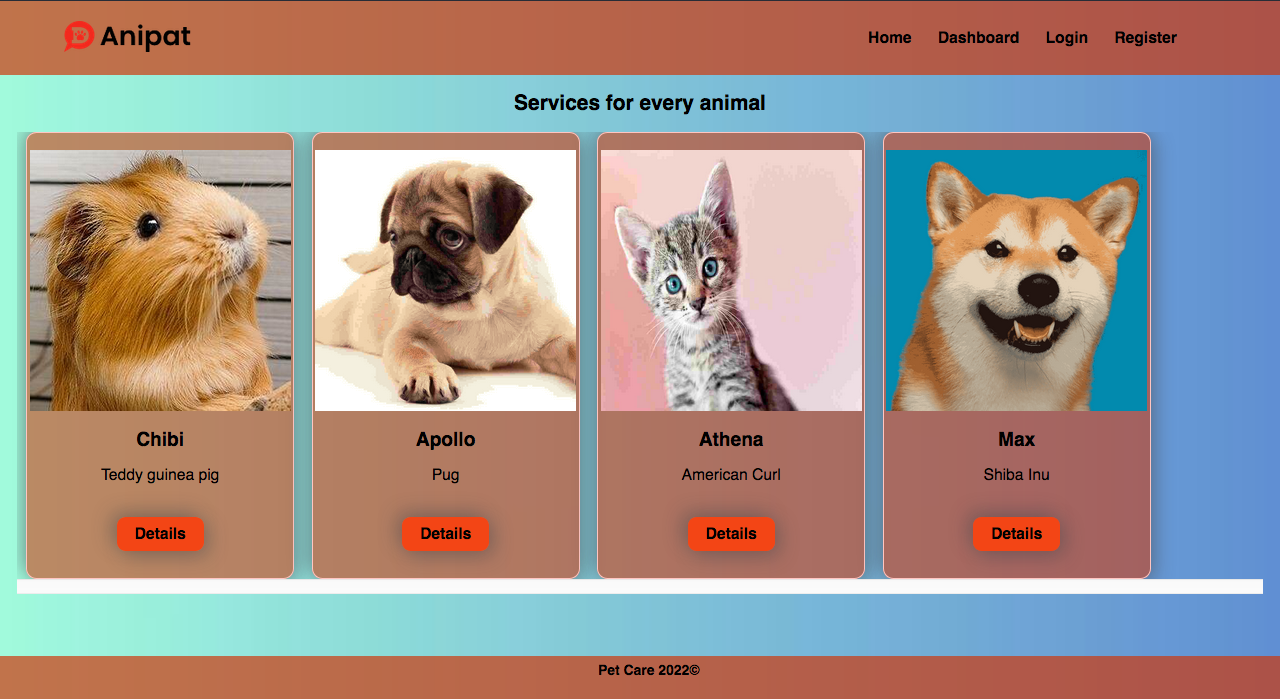 Anipat
Home Dashboard Login Register
Services for every animal
Chibi
Teddy guinea pig
Details
Apollo
Pug
Details
Athena
American Curl
Details
Max
Shiba Inu
Details
Pet Care 2022©